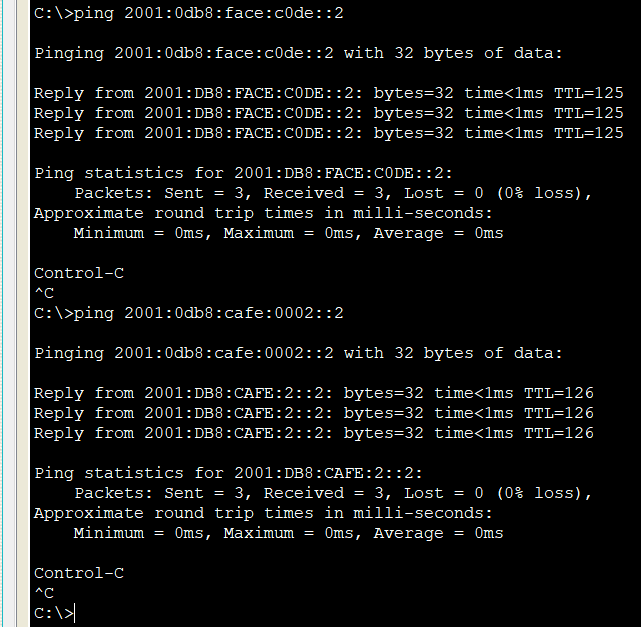 C:\>ping 2001:0db8:face:c0de::2
Pinging 2001:0db8:face:c0de::2 with 32 bytes of data:
Reply from 2001:DB8:FACE:C0DE::2: bytes=32 time<1ms TTL=125
Reply from 2001:DB8:FACE:C0DE::2: bytes=32 time<1ms TTL=125
Reply from 2001:DB8:FACE:C0DE::2: bytes=32 time<1ms TTL=125
Ping statistics for 2001:DB8:FACE:C0DE::2:
    Packets: Sent = 3, Received = 3, Lost = 0 (0% loss),
Approximate round trip times in milli-seconds:
    Minimum = 0ms, Maximum = 0ms, Average = 0ms
Control-C
^C
C:\>ping 2001:0db8:cafe:0002::2
Pinging 2001:0db8:cafe:0002::2 with 32 bytes of data:
Reply from 2001:DB8:CAFE:2::2: bytes=32 time<1ms TTL=126
Reply from 2001:DB8:CAFE:2::2: bytes=32 time<1ms TTL=126
Reply from 2001:DB8:CAFE:2::2: bytes=32 time<1ms TTL=126
Ping statistics for 2001:DB8:CAFE:2::2:
    Packets: Sent = 3, Received = 3, Lost = 0 (0% loss),
Approximate round trip times in milli-seconds:
    Minimum = 0ms, Maximum = 0ms, Average = 0ms
Control-C
^C
C:\>